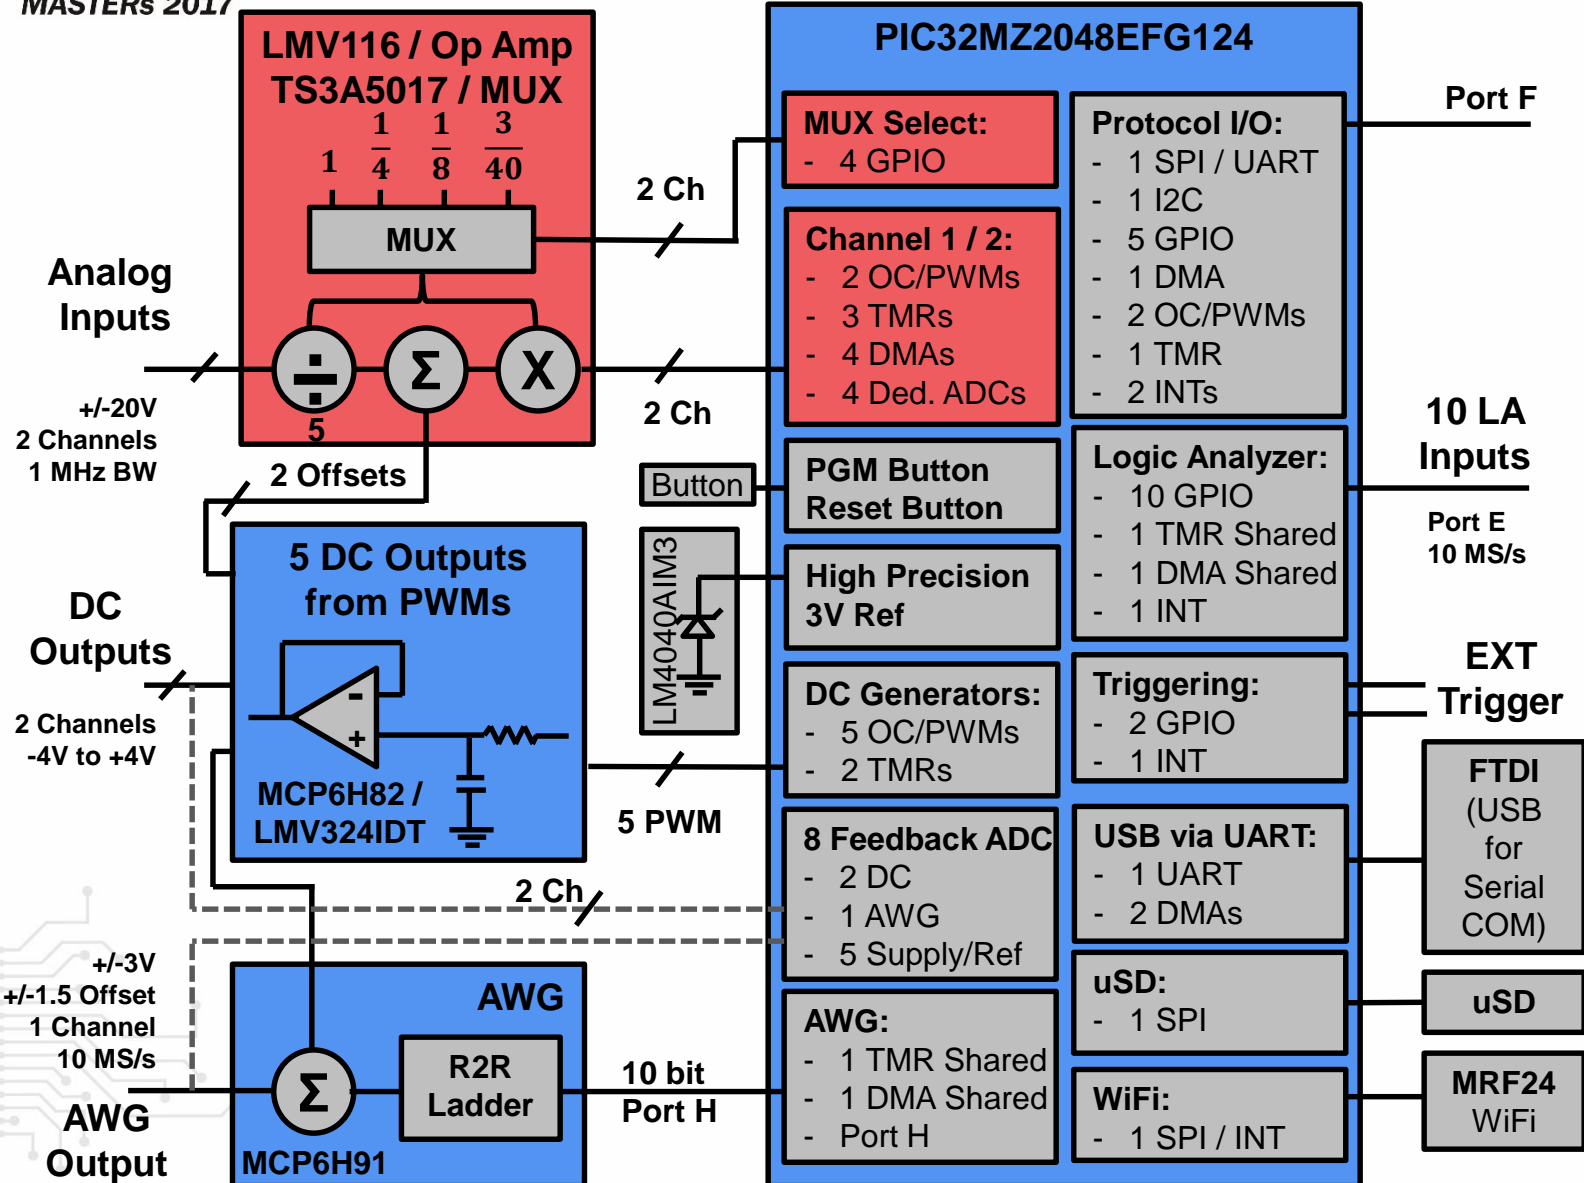 MASTERs 2017
LMV116 / Op Amp
TS3A5017 / MUX
1 1/4 1/8 3/40
MUX
÷ Σ X
5
Analog
Inputs
+/-20V
2 Channels
1 MHz BW
2 Ch
2 Ch
2 Offsets
5 DC Outputs
from PWMs
-
+
MCP6H82 /
LMV324IDT
DC
Outputs
2 Channels
-4V to +4V
5 PWM
2 Ch
+/-3V
+/-1.5 Offset
1 Channel
10 MS/s
AWG
Output
AWG
Σ
R2R
Ladder
MCP6H91
10 bit
Port H
Button
LM4040AIM3
PIC32MZ2048EFG124
MUX Select:
- 4 GPIO
Channel 1 / 2:
- 2 OC/PWMs
- 3 TMRs
- 4 DMAs
- 4 Ded. ADCs
PGM Button
Reset Button
High Precision
3V Ref
DC Generators:
- 5 OC/PWMs
- 2 TMRs
8 Feedback ADC
- 2 DC
- 1 AWG
- 5 Supply/Ref
AWG:
- 1 TMR Shared
- 1 DMA Shared
- Port H
Protocol I/O:
- 1 SPI / UART
- 1 I2C
- 5 GPIO
- 1 DMA
- 2 OC/PWMs
- 1 TMR
- 2 INTs
Logic Analyzer:
- 10 GPIO
- 1 TMR Shared
- 1 DMA Shared
- 1 INT
Triggering:
- 2 GPIO
- 1 INT
USB via UART:
- 1 UART
- 2 DMAs
uSD:
- 1 SPI
WiFi:
- 1 SPI / INT
Port F
10 LA
Inputs
Port E
10 MS/s
EXT
Trigger
FTDI
(USB
for
Serial
COM)
uSD
MRF24
WiFi